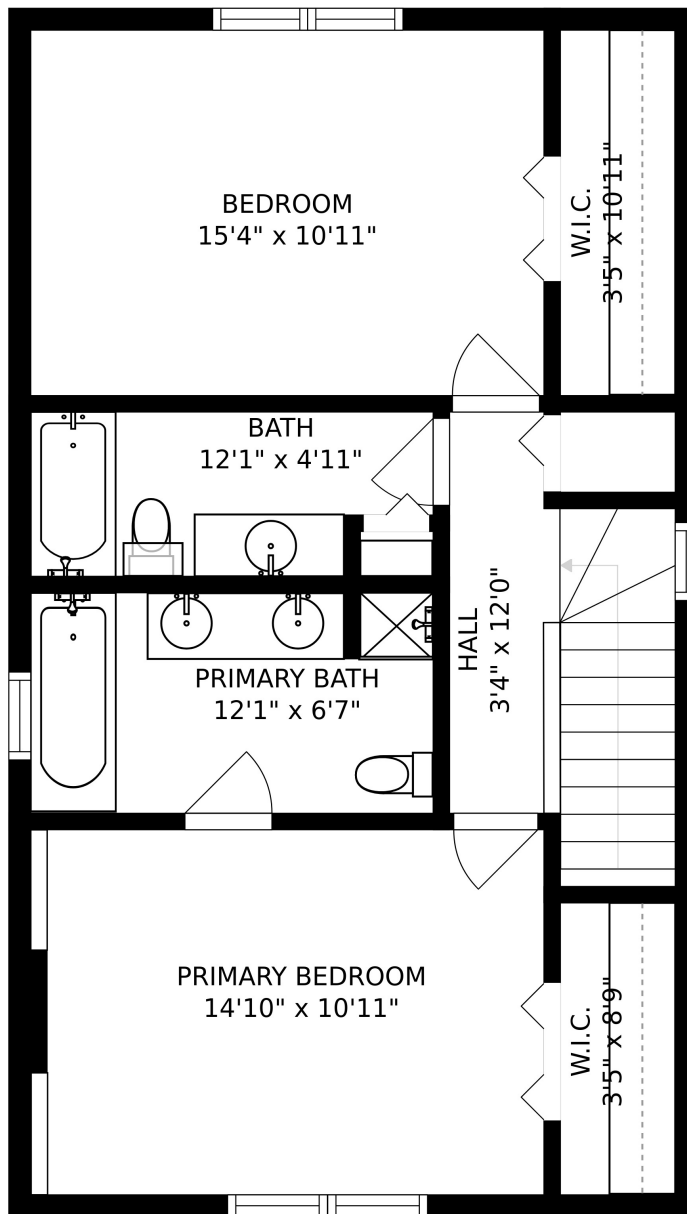 BEDROOM
15'4" x 10'11"
W.I.C.
3'5" x 10'11"
BATH
12'1" x 4'11"
HALL
3'4" x 12'0"
PRIMARY BATH
12'1" x 6'7"
PRIMARY BEDROOM
14'10" x 10'11"
W.I.C.
3'5" x 8'9"